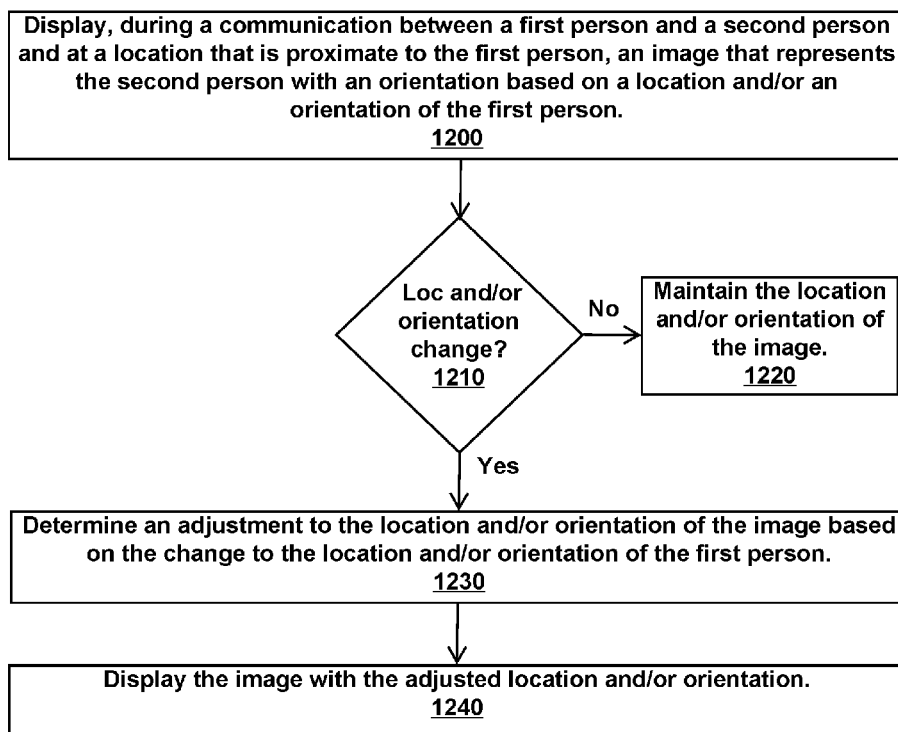 Display, during a communication between a first person and a second person
and at a location that is proximate to the first person, an image that represents
the second person with an orientation based on a location and/or an
orientation of the first person.
1200
Loc and/or
orientation
change?
1210
No
Maintain the location
and/or orientation of
the image.
1220
Yes
Determine an adjustment to the location and/or orientation of the image based
on the change to the location and/or orientation of the first person.
1230
Display the image with the adjusted location and/or orientation.
1240